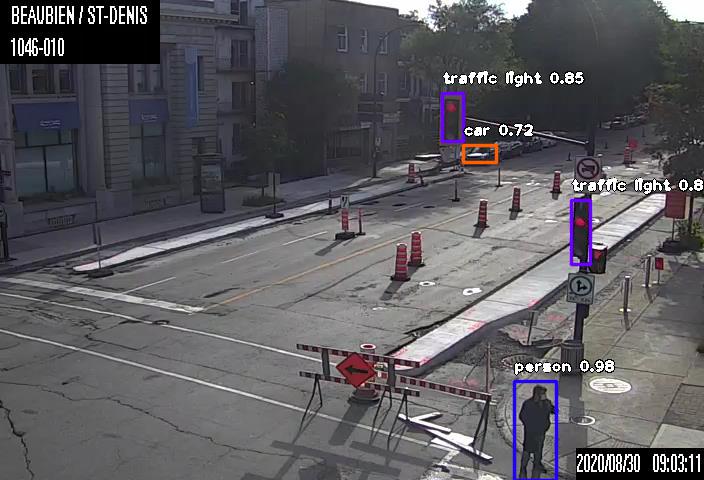 BEAUBIEN / ST-DENIS
1046-010
traffic light 0.85
car 0.72
traffic light 0.8
person 0.98
2020/08/30 09:03:11